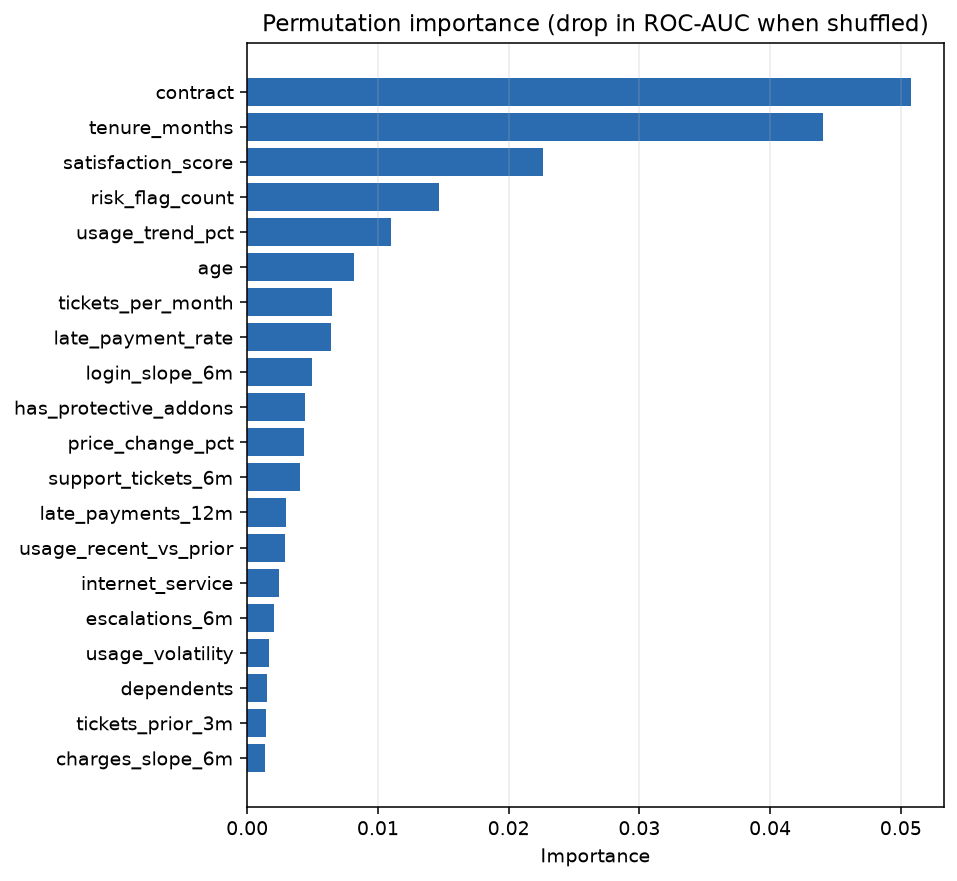 Permutation importance (drop in ROC-AUC when shuffled)
contract
tenure_months
satisfaction_score
risk_flag_count
usage_trend_pct
age
tickets_per_month
late_payment_rate
login_slope_6m
has_protective_addons
price_change_pct
support_tickets_6m
late_payments_12m
usage_recent_vs_prior
internet_service
escalations_6m
usage_volatility
dependents
tickets_prior_3m
charges_slope_6m
0.00 0.01 0.02 0.03 0.04 0.05
Importance